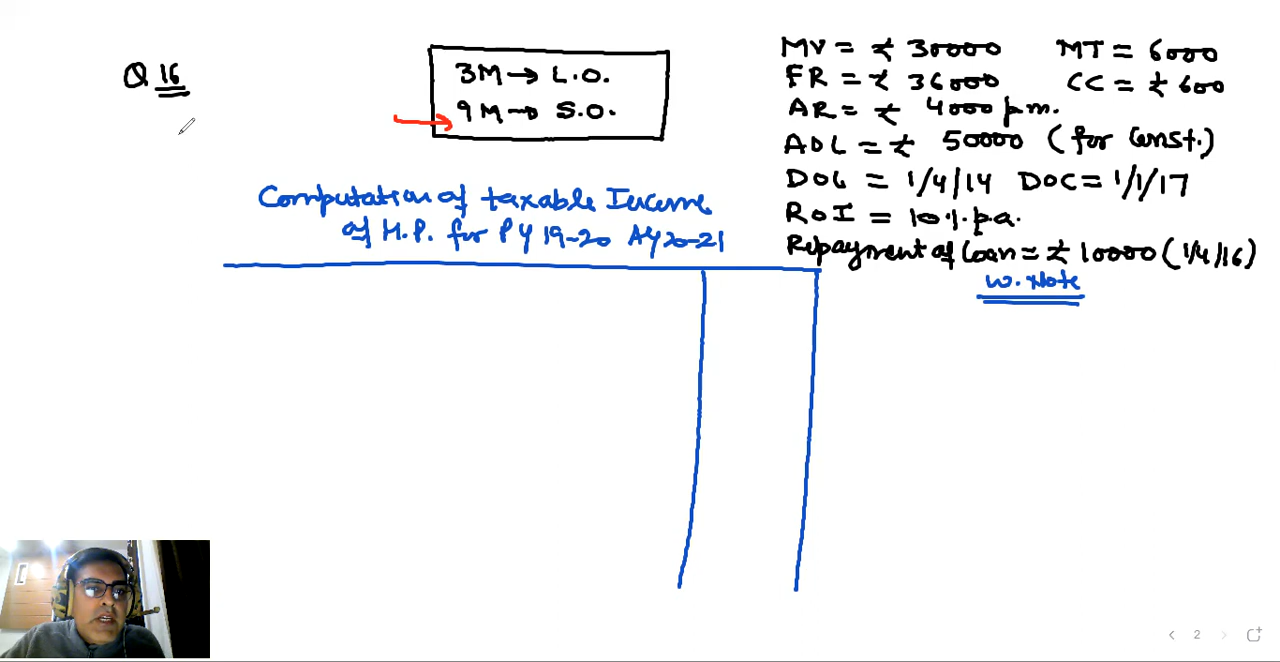 Q 16
3M → L.O.
9M → S.O.
MV = ₹ 30000 MT = 6000
FR = ₹ 36000 CC = ₹ 600
AR = ₹ 4000 p.m.
ADL = ₹ 50000 (for Const.)
DOL = 1/4/14 DOC = 1/1/17
ROI = 10% p.a.
Repayment of Loan = ₹ 10000 (1/4/16)
W. Note
Computation of taxable Income
of H.P. for PY 19-20 AY 20-21
2